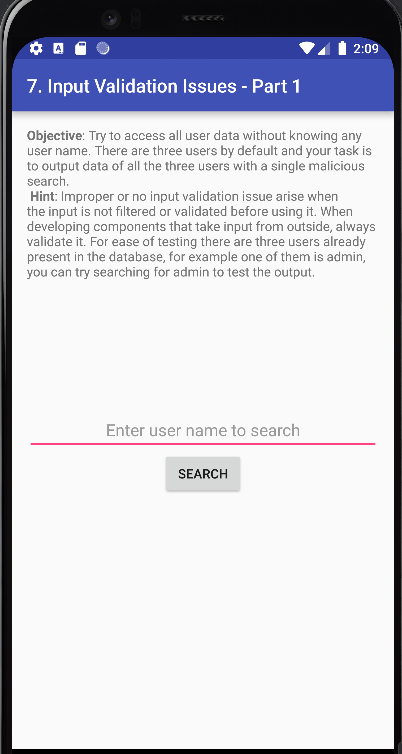 2:09
7. Input Validation Issues - Part 1
Objective: Try to access all user data without knowing any
user name. There are three users by default and your task is
to output data of all the three users with a single malicious
search.
Hint: Improper or no input validation issue arise when
the input is not filtered or validated before using it. When
developing components that take input from outside, always
validate it. For ease of testing there are three users already
present in the database, for example one of them is admin,
you can try searching for admin to test the output.
Enter user name to search
SEARCH